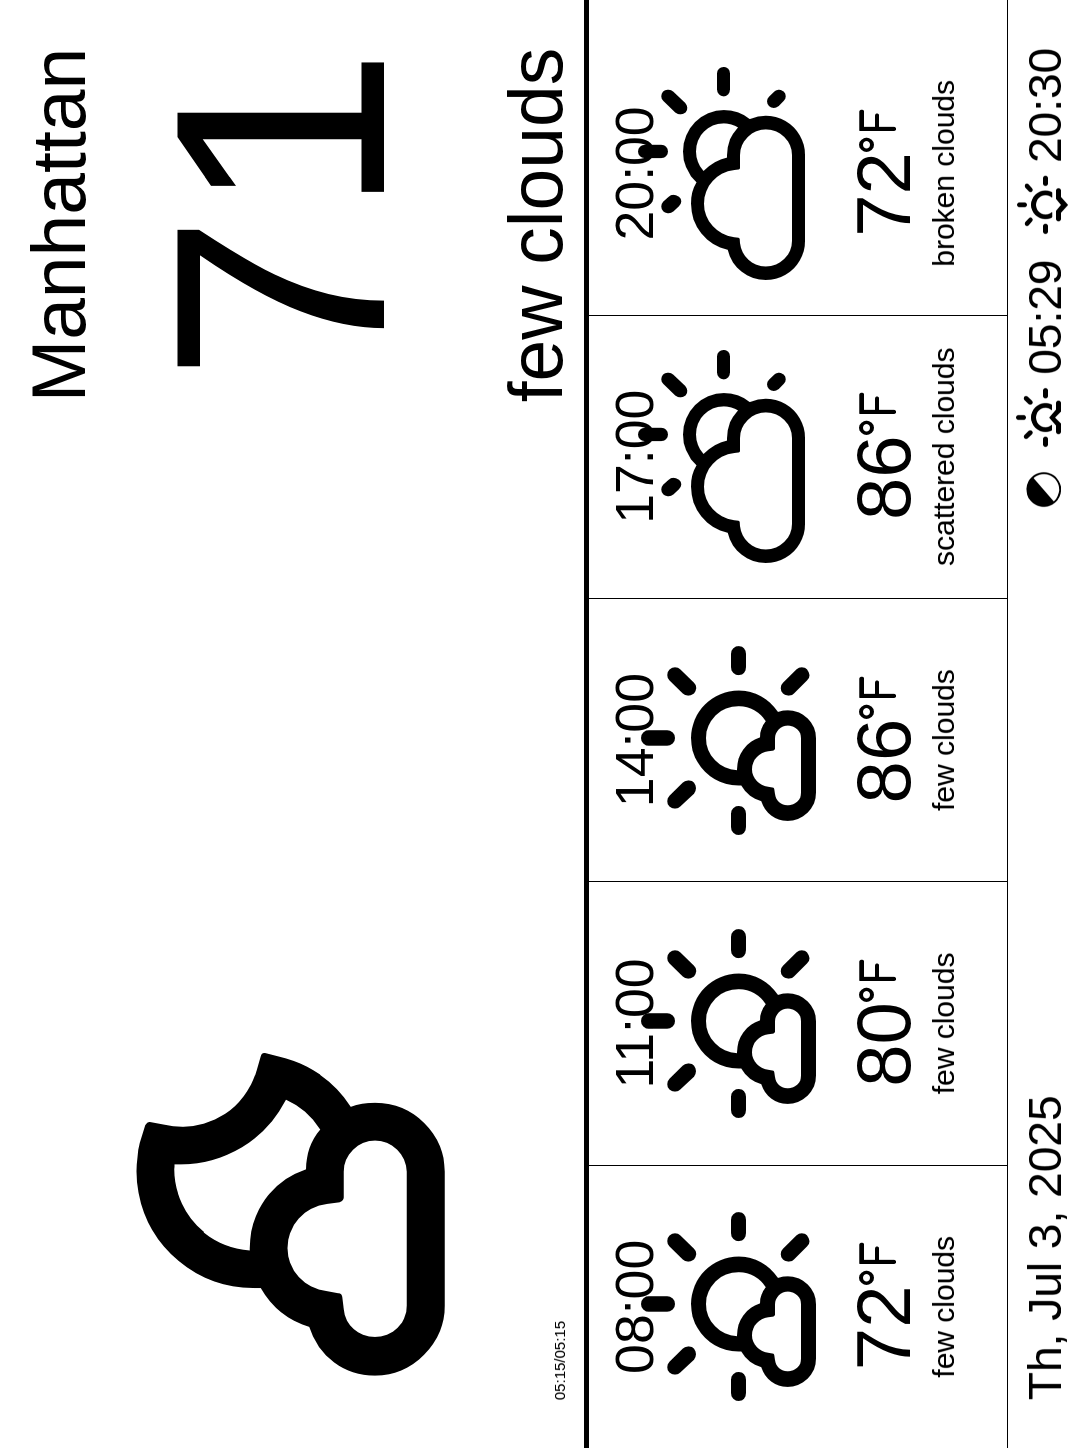 Manhattan
71
few clouds
05:15/05:15
08:00
72°F
few clouds
11:00
80°F
few clouds
14:00
86°F
few clouds
17:00
86°F
scattered clouds
20:00
72°F
broken clouds
Th, Jul 3, 2025
05:29
20:30